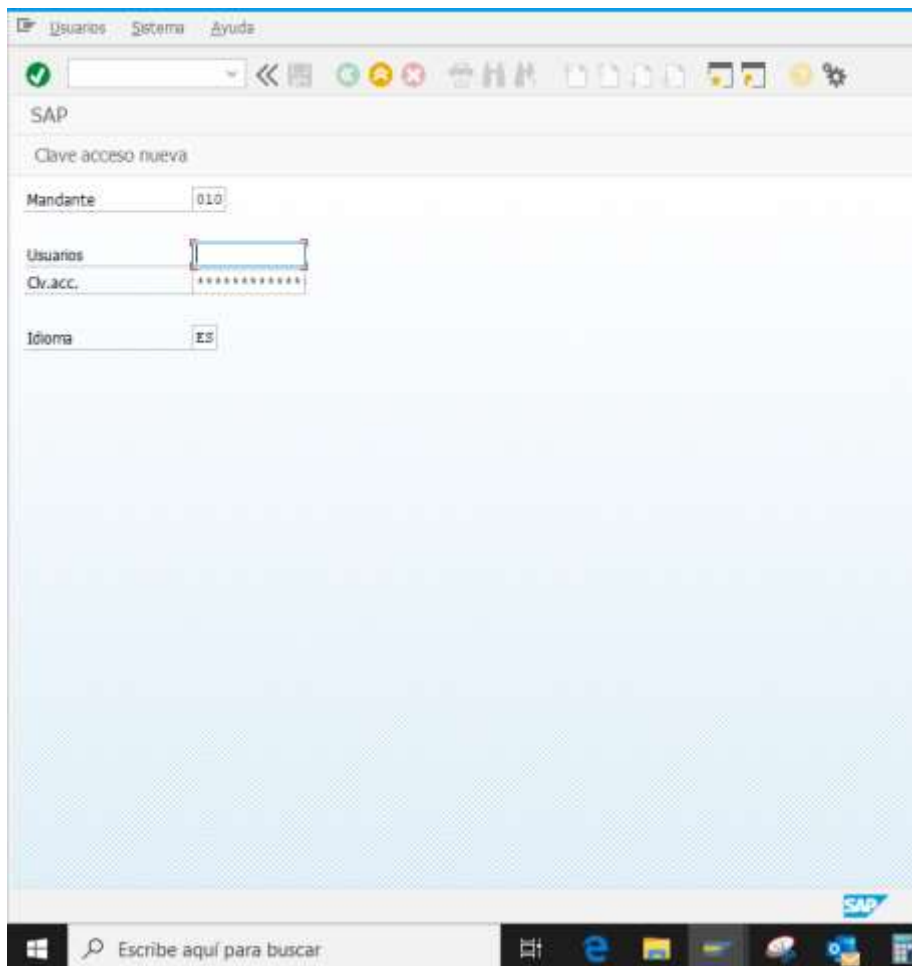 Usuarios Sistema Ayuda
SAP
Clave acceso nueva
Mandante 010
Usuarios
Clv.acc. ************
Idioma ES
SAP
Escribe aquí para buscar